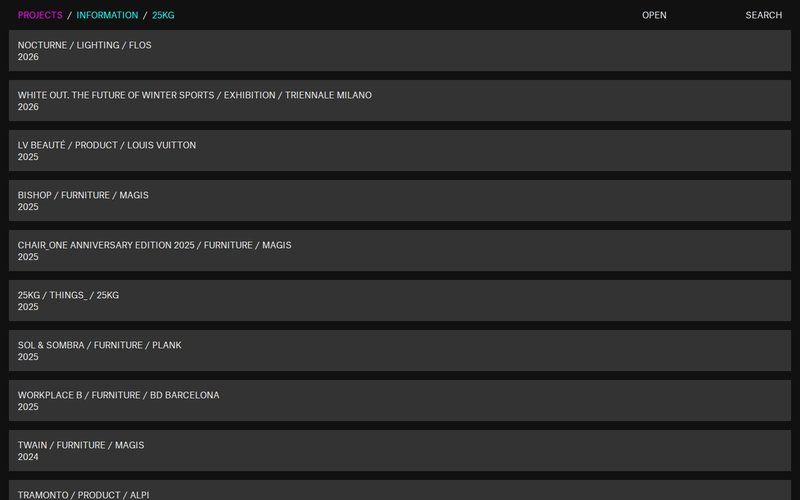 PROJECTS / INFORMATION / 25KG OPEN SEARCH
NOCTURNE / LIGHTING / FLOS
2026
WHITE OUT. THE FUTURE OF WINTER SPORTS / EXHIBITION / TRIENNALE MILANO
2026
LV BEAUTÉ / PRODUCT / LOUIS VUITTON
2025
BISHOP / FURNITURE / MAGIS
2025
CHAIR_ONE ANNIVERSARY EDITION 2025 / FURNITURE / MAGIS
2025
25KG / THINGS_ / 25KG
2025
SOL & SOMBRA / FURNITURE / PLANK
2025
WORKPLACE B / FURNITURE / BD BARCELONA
2025
TWAIN / FURNITURE / MAGIS
2024
TRAMONTO / PRODUCT / ALPI